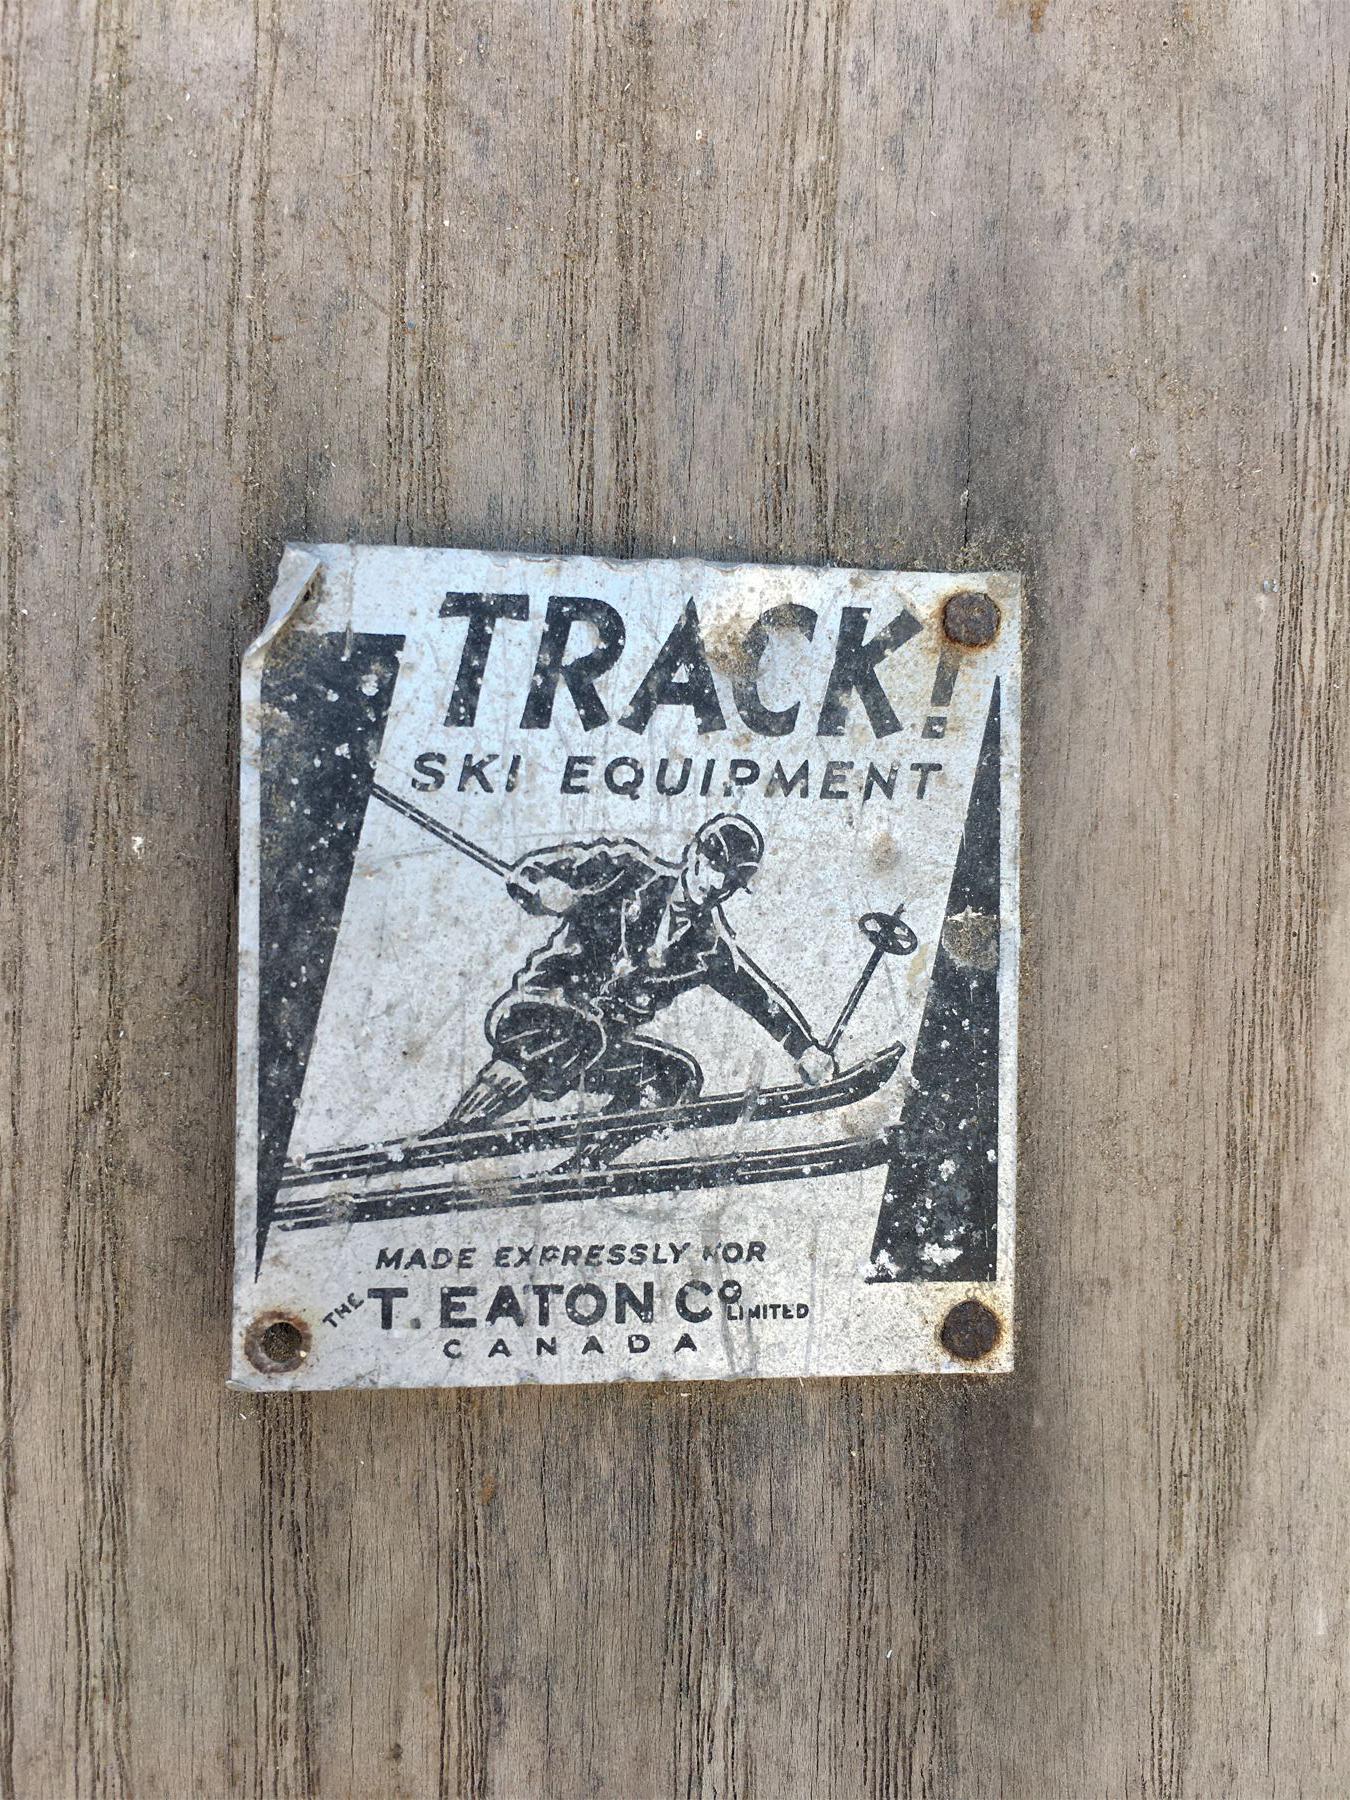 TRACK!
SKI EQUIPMENT
MADE EXPRESSLY FOR
THE T. EATON Co LIMITED
CANADA